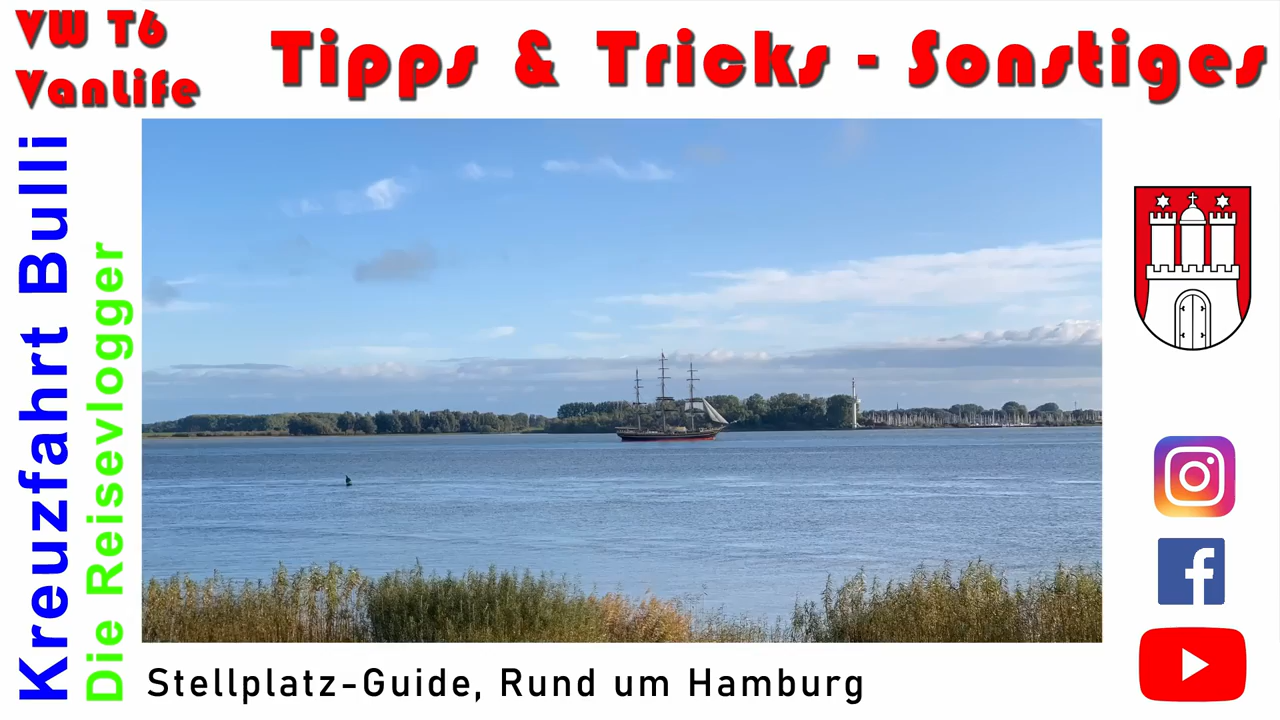 VW T6
VanLife
Tipps & Tricks - Sonstiges
Kreuzfahrt Bulli
Die Reisevlogger
Stellplatz-Guide, Rund um Hamburg